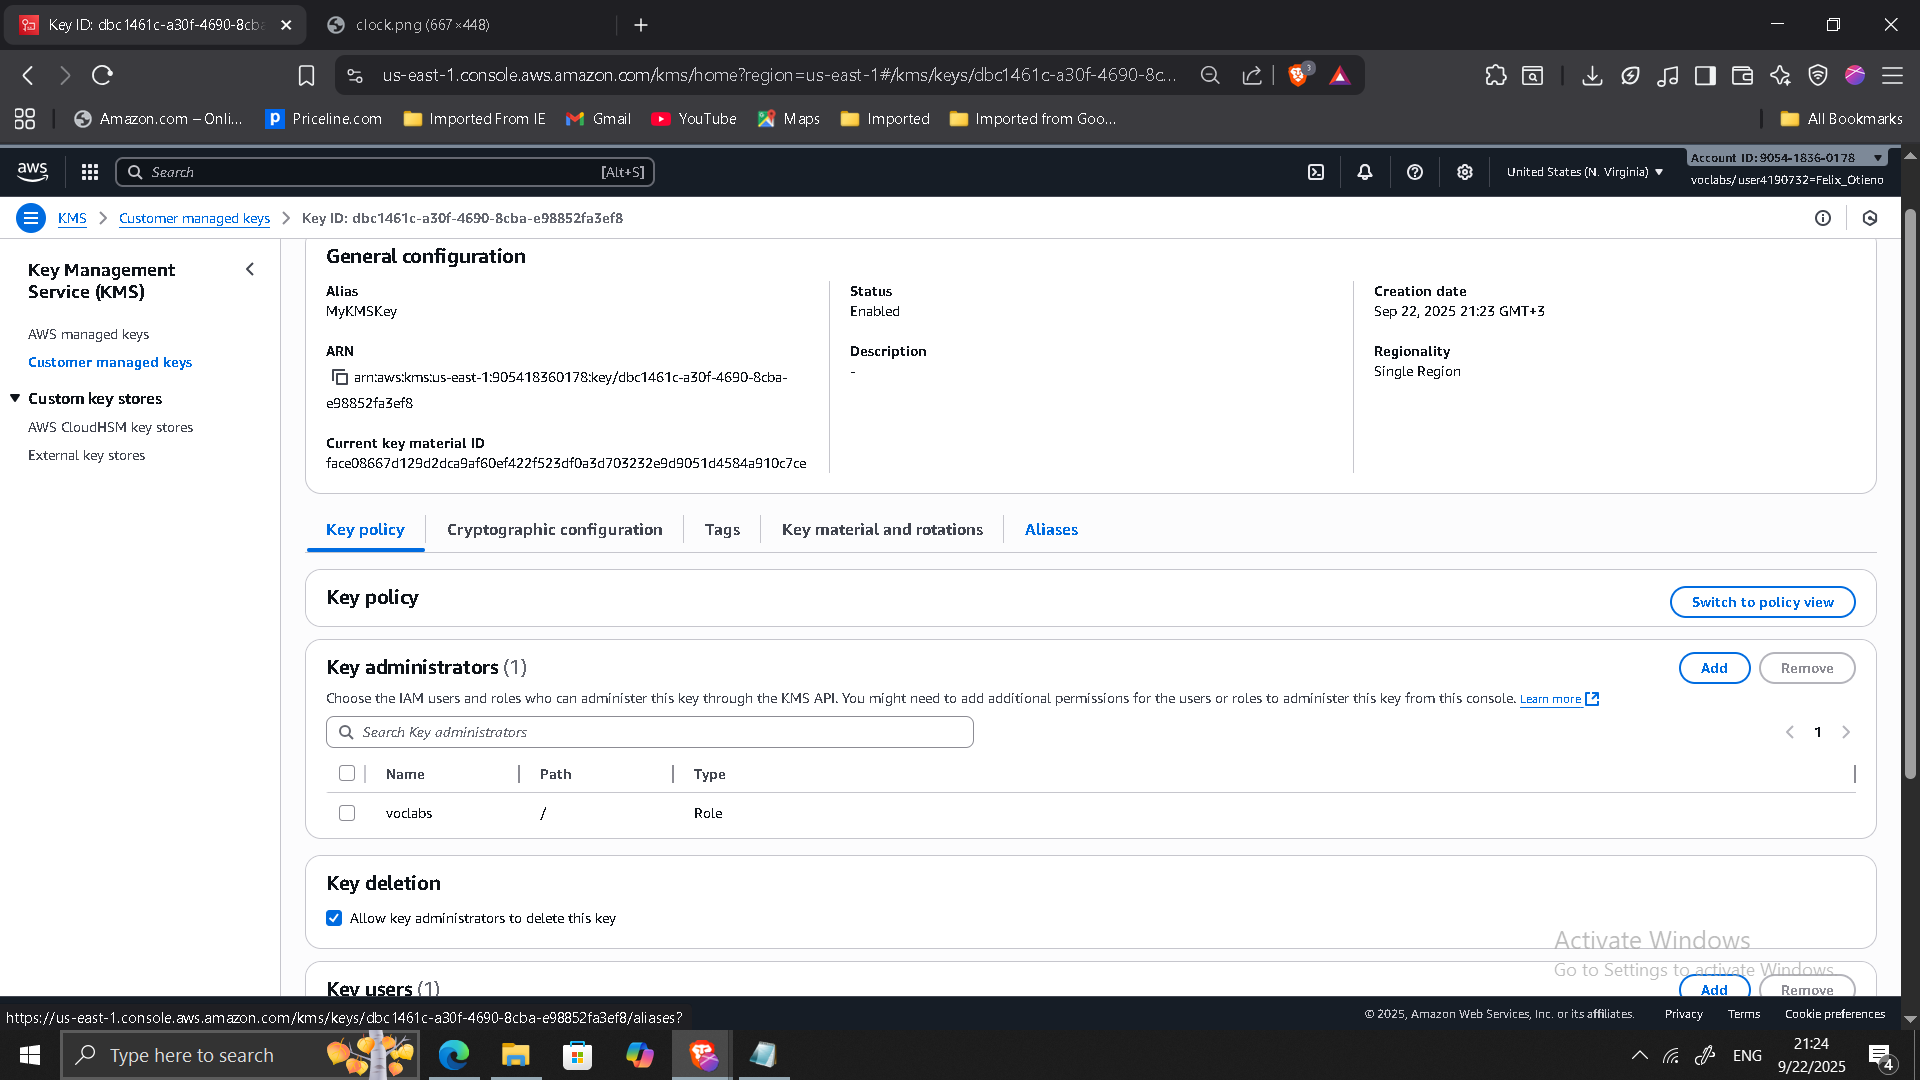 Key ID: dbc1461c-a30f-4690-8cba
clock.png (667×448)
us-east-1.console.aws.amazon.com/kms/home?region=us-east-1#/kms/keys/dbc1461c-a30f-4690-8c...
3
Amazon.com – Onli...
Priceline.com
Imported From IE
Gmail
YouTube
Maps
Imported
Imported from Goo...
All Bookmarks
aws
Search
[Alt+S]
United States (N. Virginia)
Account ID: 9054-1836-0178
voclabs/user4190732=Felix_Otieno
KMS
Customer managed keys
Key ID: dbc1461c-a30f-4690-8cba-e98852fa3ef8
Key Management
Service (KMS)
AWS managed keys
Customer managed keys
Custom key stores
AWS CloudHSM key stores
External key stores
General configuration
Alias
MyKMSKey
ARN
arn:aws:kms:us-east-1:905418360178:key/dbc1461c-a30f-4690-8cba-
e98852fa3ef8
Current key material ID
face08667d129d2dca9af60ef422f523df0a3d703232e9d9051d4584a910c7ce
Status
Enabled
Description
-
Creation date
Sep 22, 2025 21:23 GMT+3
Regionality
Single Region
Key policy
Cryptographic configuration
Tags
Key material and rotations
Aliases
Key policy
Switch to policy view
Key administrators (1)
Add
Remove
Choose the IAM users and roles who can administer this key through the KMS API. You might need to add additional permissions for the users or roles to administer this key from this console. Learn more
Search Key administrators
1
Name
Path
Type
voclabs
/
Role
Key deletion
Allow key administrators to delete this key
Activate Windows
Go to Settings to activate Windows.
Key users (1)
Add
Remove
https://us-east-1.console.aws.amazon.com/kms/keys/dbc1461c-a30f-4690-8cba-e98852fa3ef8/aliases?
© 2025, Amazon Web Services, Inc. or its affiliates.
Privacy
Terms
Cookie preferences
Type here to search
ENG
21:24
9/22/2025
4